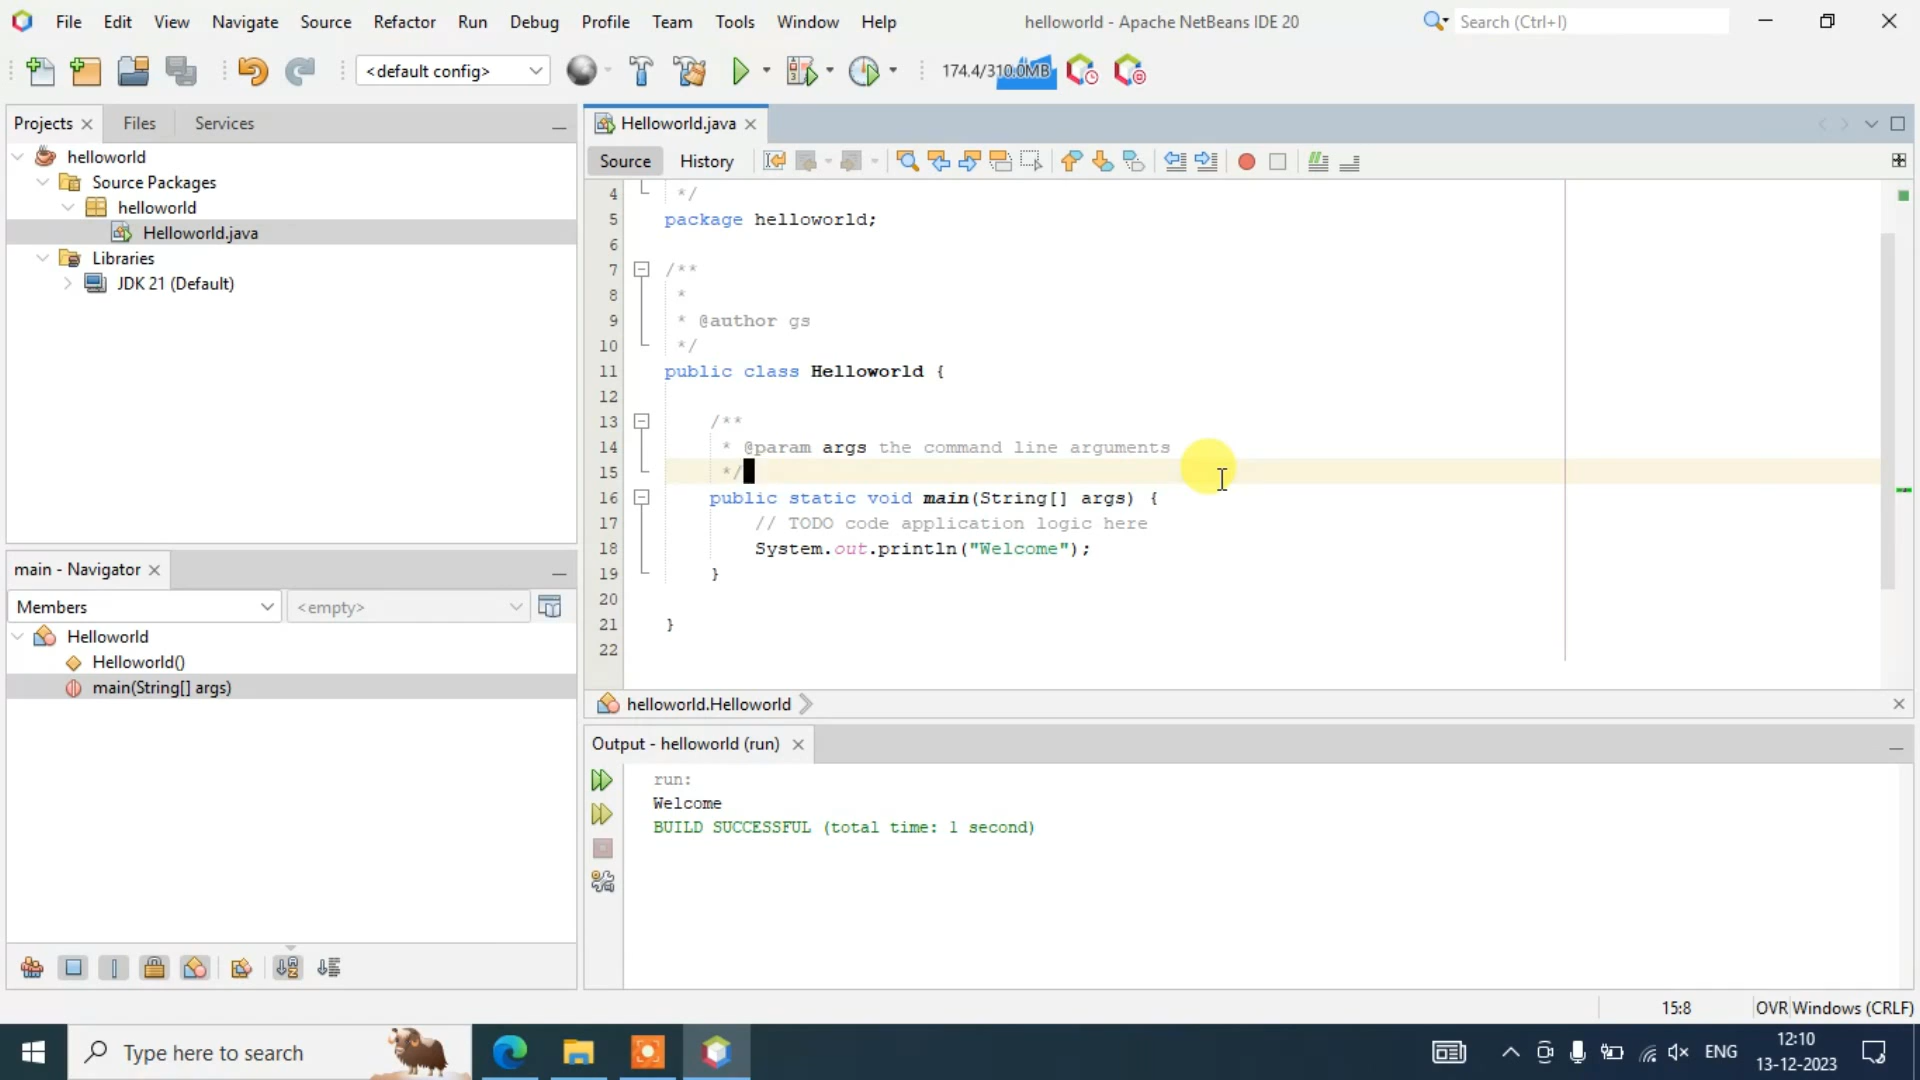 File Edit View Navigate Source Refactor Run Debug Profile Team Tools Window Help helloworld - Apache NetBeans IDE 20 Search (Ctrl+I)
<default config> 174.4/310.0MB
Projects Files Services
helloworld
Source Packages
helloworld
Helloworld.java
Libraries
JDK 21 (Default)
main - Navigator
Members <empty>
Helloworld
Helloworld()
main(String[] args)
Helloworld.java
Source History
4 */
5 package helloworld;
6
7 /**
8 *
9 * @author gs
10 */
11 public class Helloworld {
12
13 /**
14 * @param args the command line arguments
15 */
16 public static void main(String[] args) {
17 // TODO code application logic here
18 System.out.println("Welcome");
19 }
20
21 }
22
helloworld.Helloworld
Output - helloworld (run)
run:
Welcome
BUILD SUCCESSFUL (total time: 1 second)
15:8 OVR Windows (CRLF)
Type here to search ENG 12:10
13-12-2023